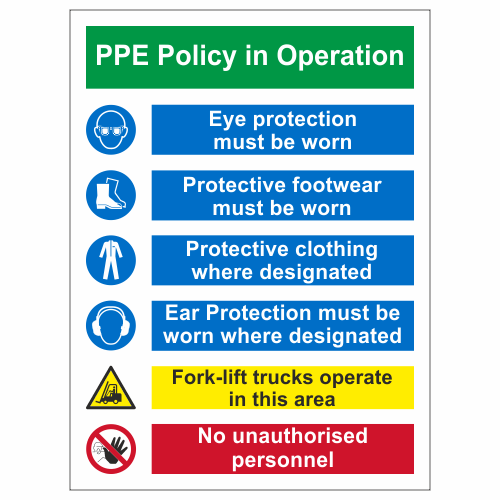 PPE Policy in Operation
Eye protection
must be worn
Protective footwear
must be worn
Protective clothing
where designated
Ear Protection must be
worn where designated
Fork-lift trucks operate
in this area
No unauthorised
personnel